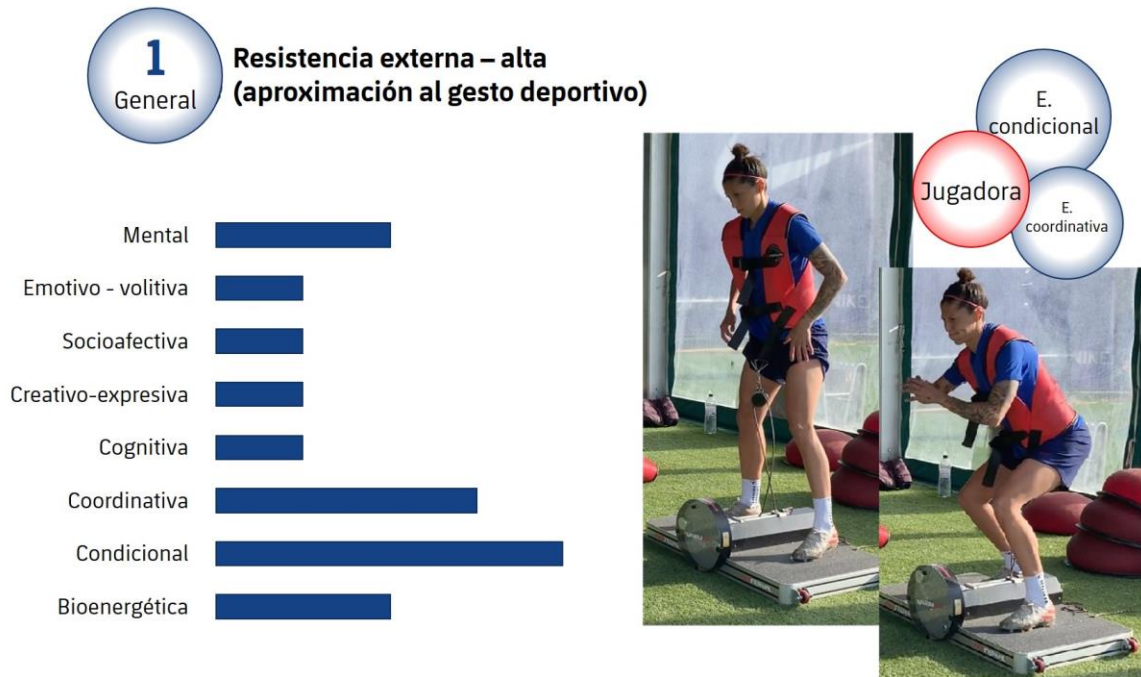 1
General
Resistencia externa – alta
(aproximación al gesto deportivo)
E.
condicional
Jugadora
E.
coordinativa
Mental
Emotivo - volitiva
Socioafectiva
Creativo-expresiva
Cognitiva
Coordinativa
Condicional
Bioenergética